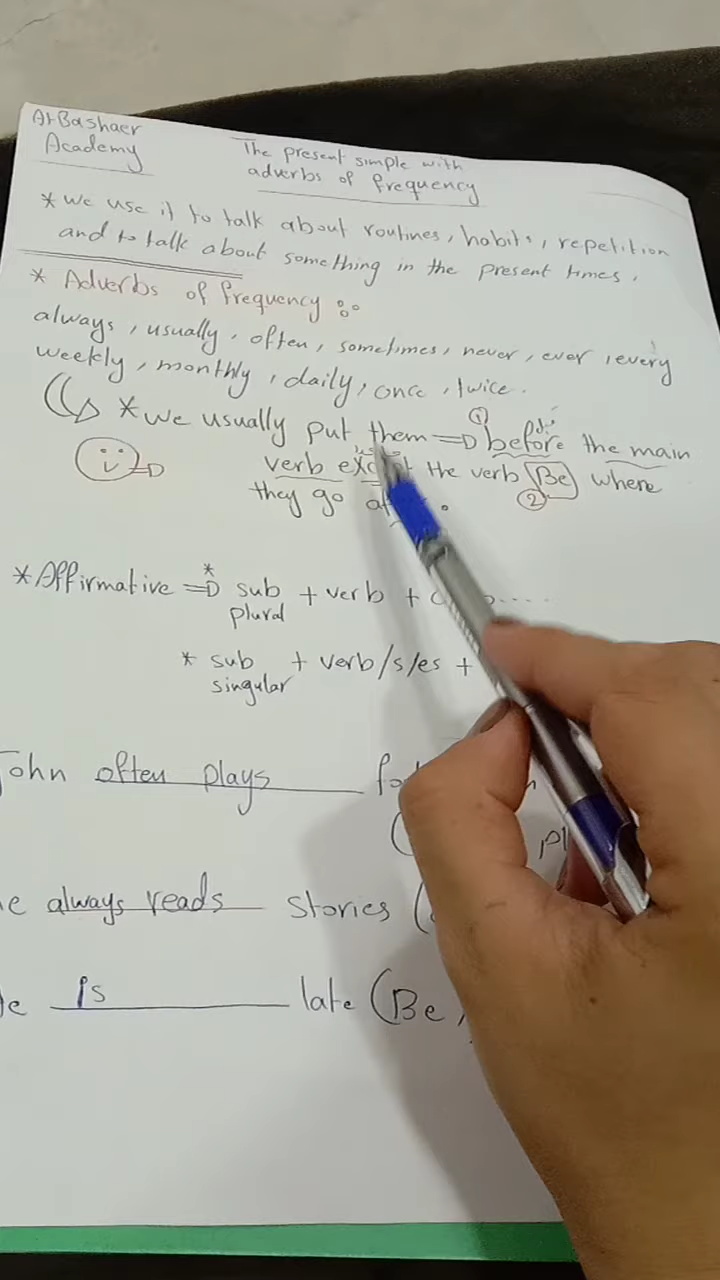 At-Bashaer
Academy
The present simple with
adverbs of frequency
* we use it to talk about routines, habits, repetition
and to talk about something in the present times.
* Adverbs of frequency :
always, usually, often, sometimes, never, ever, every
weekly, monthly, daily, once, twice.
* we usually put them ⇒ ① before the main
verb the verb Be where
②
they go
* Affirmative ⇒ * sub + verb +
plural
* sub + verb/s/es +
singular
John often plays
always reads stories (
is late (Be,